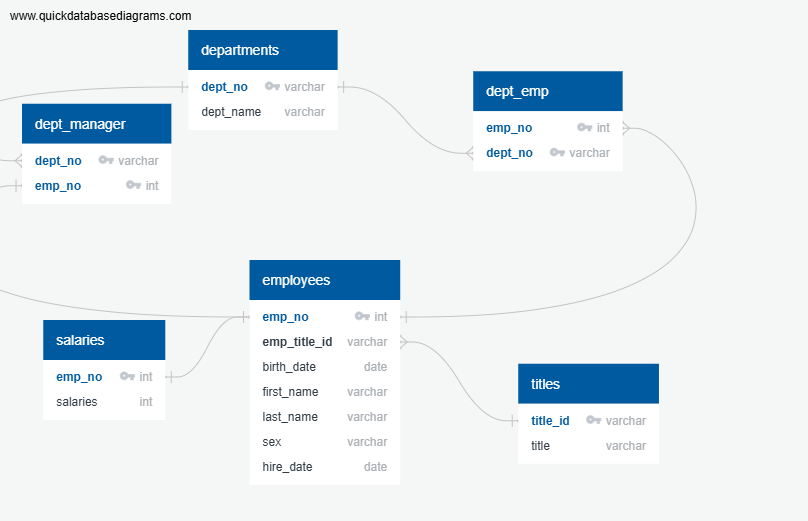 www.quickdatabasediagrams.com
departments
dept_no varchar
dept_name varchar
dept_emp
emp_no int
dept_no varchar
dept_manager
dept_no varchar
emp_no int
employees
emp_no int
emp_title_id varchar
birth_date date
first_name varchar
last_name varchar
sex varchar
hire_date date
salaries
emp_no int
salaries int
titles
title_id varchar
title varchar